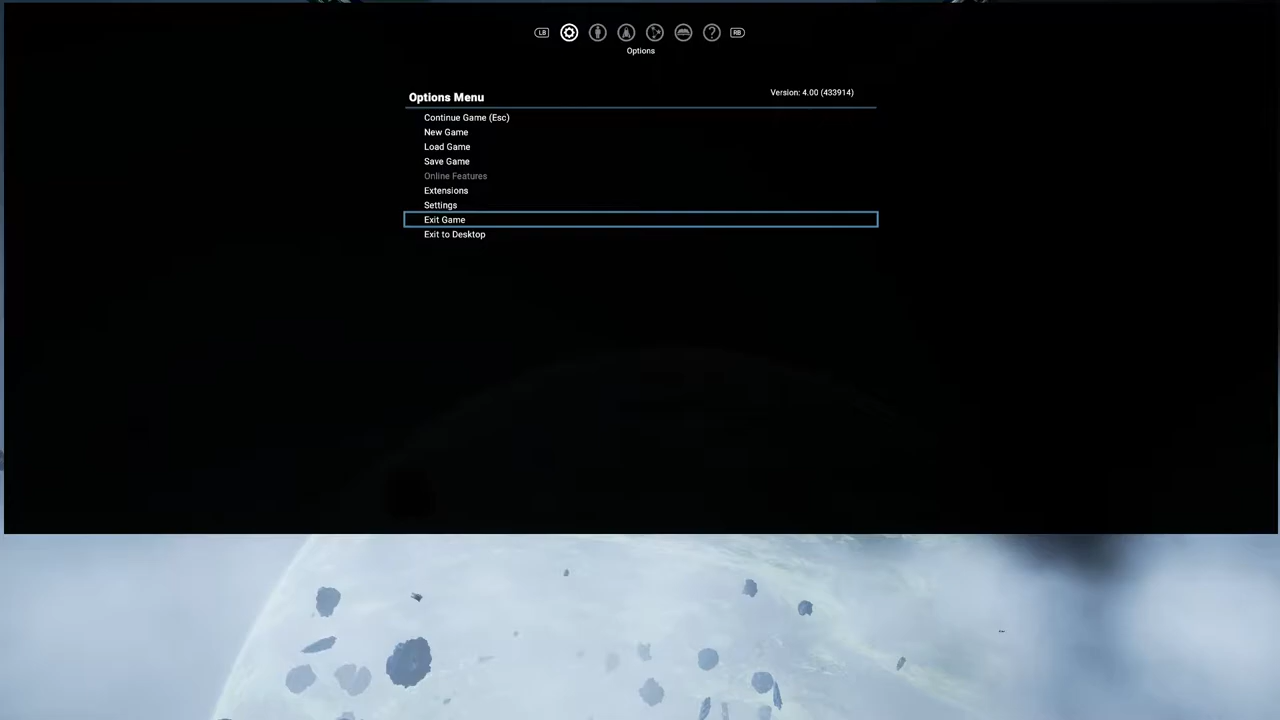 LB
?
RB
Options
Options Menu
Version: 4.00 (433914)
Continue Game (Esc)
New Game
Load Game
Save Game
Online Features
Extensions
Settings
Exit Game
Exit to Desktop